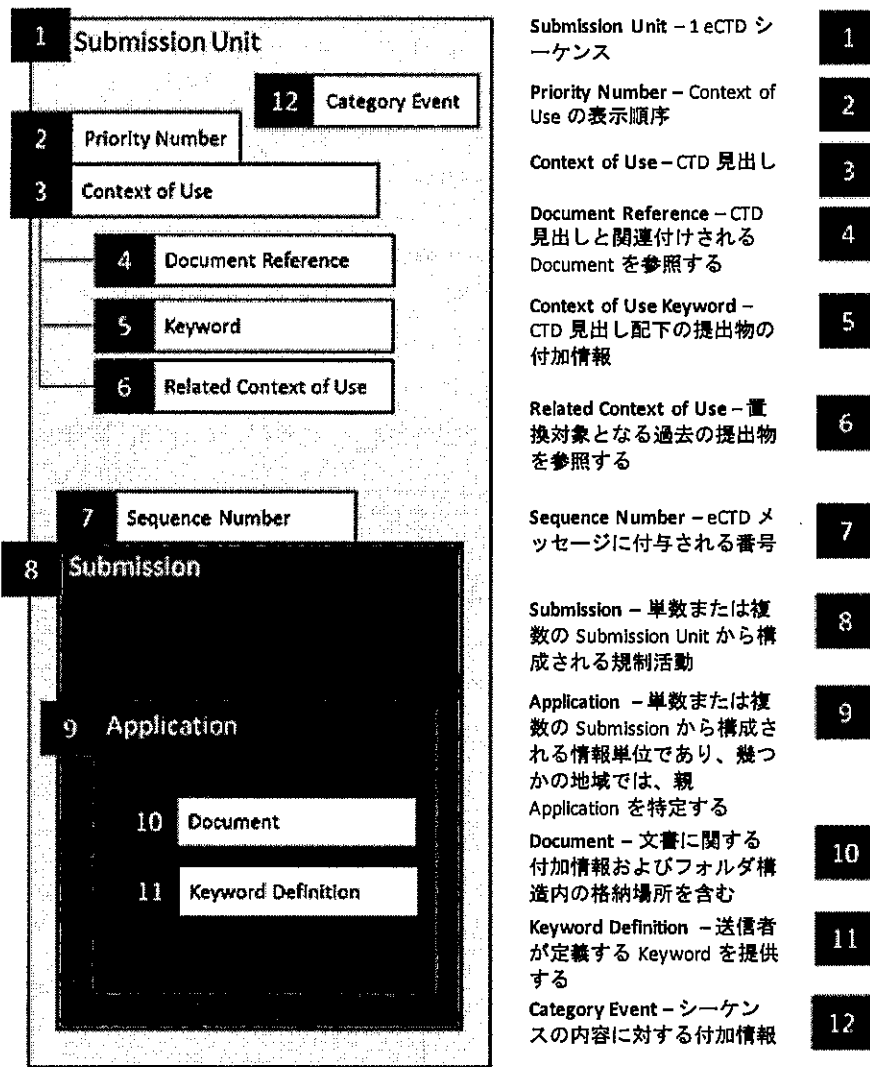 1 Submission Unit
12 Category Event
2 Priority Number
3 Context of Use
4 Document Reference
5 Keyword
6 Related Context of Use
7 Sequence Number
8 Submission
9 Application
10 Document
11 Keyword Definition
Submission Unit – 1 eCTD シ
ーケンス
1
Priority Number – Context of
Use の表示順序
2
Context of Use – CTD 見出し
3
Document Reference – CTD
見出しと関連付けされる
Document を参照する
4
Context of Use Keyword –
CTD 見出し配下の提出物の
付加情報
5
Related Context of Use – 置
換対象となる過去の提出物
を参照する
6
Sequence Number – eCTD メ
ッセージに付与される番号
7
Submission – 単数または複
数の Submission Unit から構
成される規制活動
8
Application – 単数または複
数の Submission から構成さ
れる情報単位であり、幾つ
かの地域では、親
Application を特定する
9
Document – 文書に関する
付加情報およびフォルダ構
造内の格納場所を含む
10
Keyword Definition – 送信者
が定義する Keyword を提供
する
11
Category Event – シーケン
スの内容に対する付加情報
12